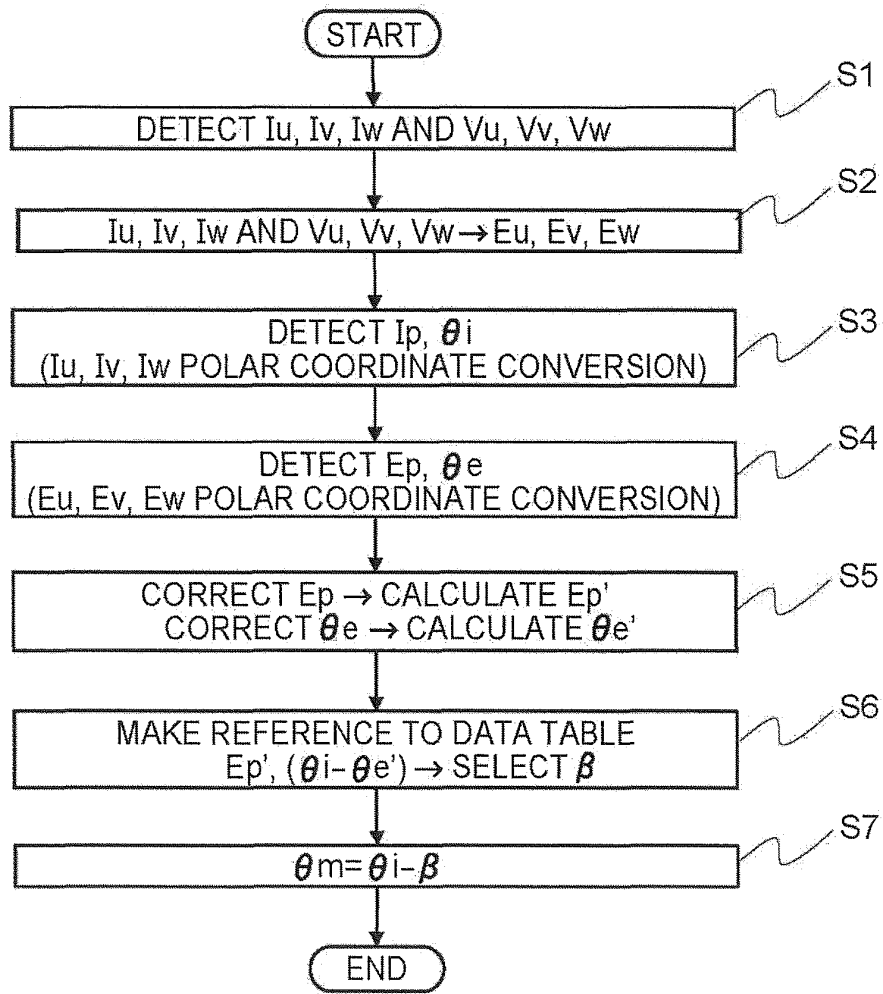 START
S1
DETECT Iu, Iv, Iw AND Vu, Vv, Vw
S2
Iu, Iv, Iw AND Vu, Vv, Vw→Eu, Ev, Ew
S3
DETECT Ip, θi
(Iu, Iv, Iw POLAR COORDINATE CONVERSION)
S4
DETECT Ep, θe
(Eu, Ev, Ew POLAR COORDINATE CONVERSION)
S5
CORRECT Ep → CALCULATE Ep'
CORRECT θe → CALCULATE θe'
S6
MAKE REFERENCE TO DATA TABLE
Ep', (θi-θe') → SELECT β
S7
θm=θi-β
END